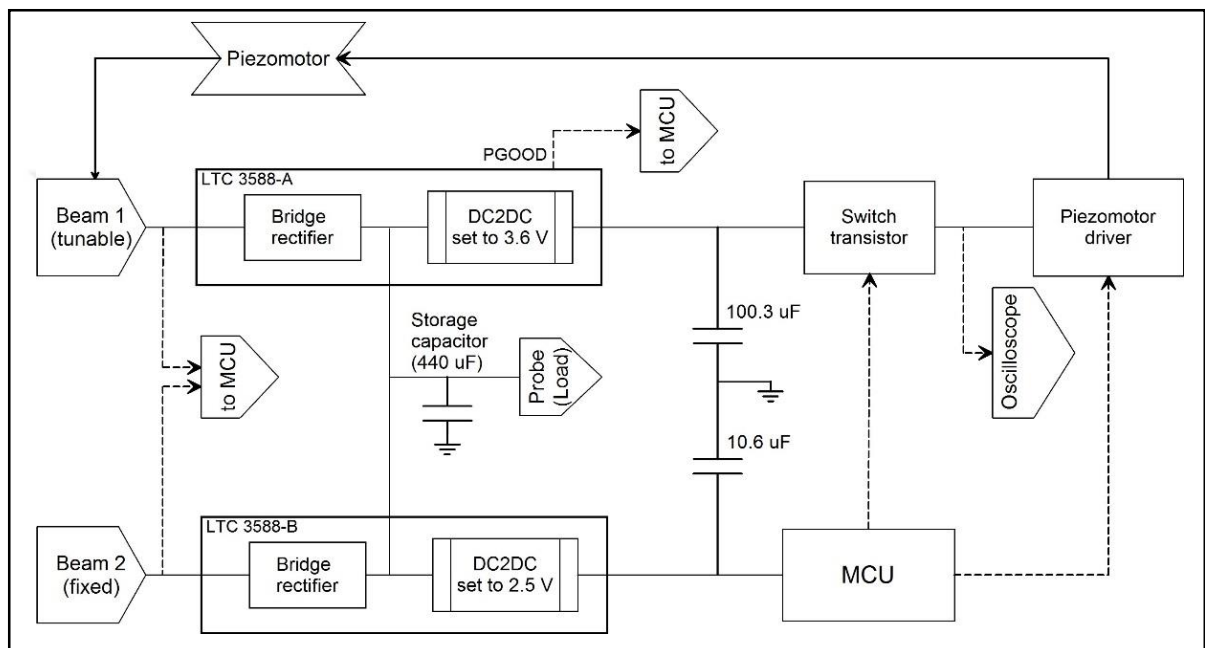 Piezomotor
to MCU
PGOOD
LTC 3588-A
Beam 1
(tunable)
Bridge
rectifier
DC2DC
set to 3.6 V
Switch
transistor
Piezomotor
driver
100.3 uF
Storage
capacitor
(440 uF)
Probe
(Load)
to MCU
Oscilloscope
10.6 uF
LTC 3588-B
Beam 2
(fixed)
Bridge
rectifier
DC2DC
set to 2.5 V
MCU